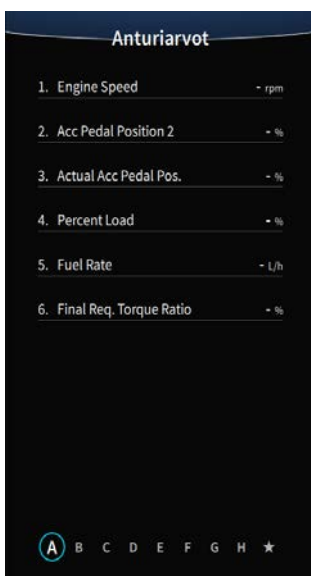 Anturiarvot
1. Engine Speed - rpm
2. Acc Pedal Position 2 - %
3. Actual Acc Pedal Pos. - %
4. Percent Load - %
5. Fuel Rate - L/h
6. Final Req. Torque Ratio - %
A B C D E F G H ★